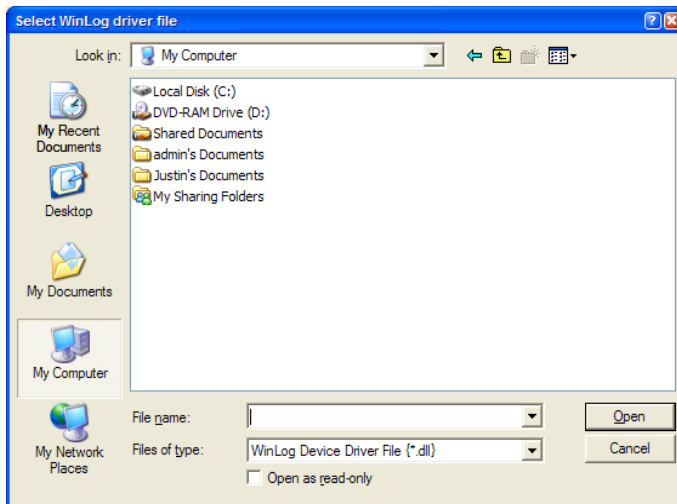 Select WinLog driver file
Look in:
My Computer
My Recent
Documents
Desktop
My Documents
My Computer
My Network
Places
Local Disk (C:)
DVD-RAM Drive (D:)
Shared Documents
admin's Documents
Justin's Documents
My Sharing Folders
File name:
Open
Files of type:
WinLog Device Driver File {*.dll}
Cancel
Open as read-only